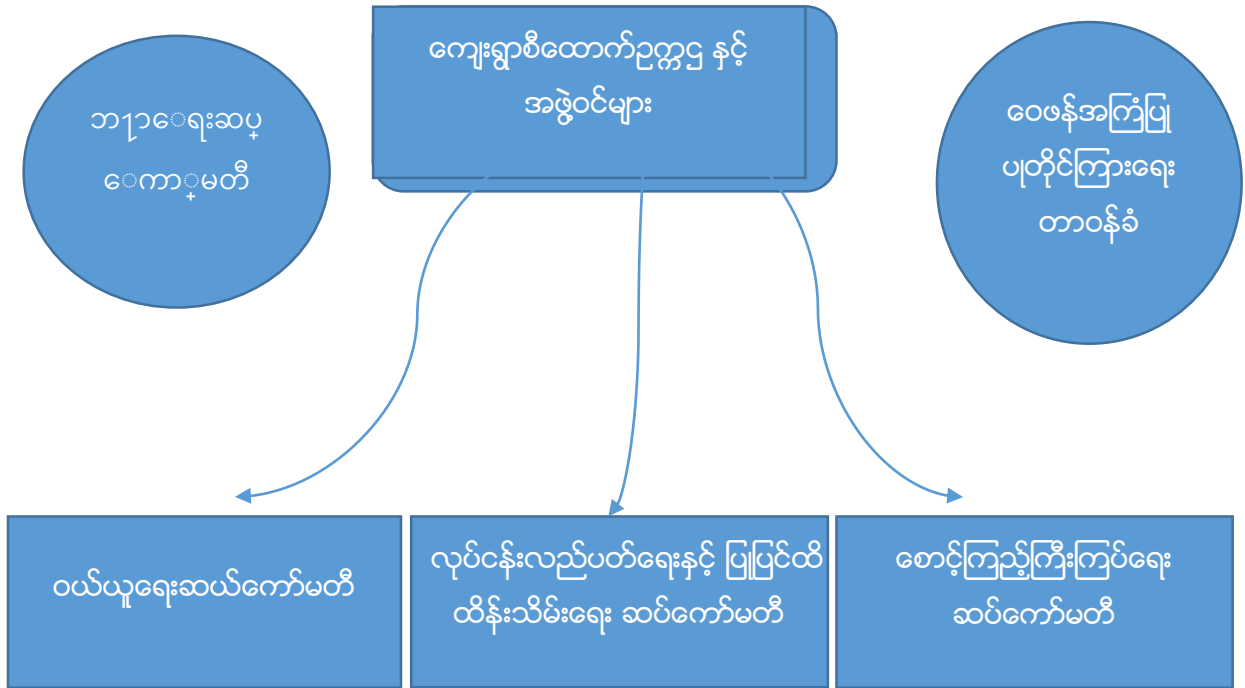 ကျေးရွာစီထောက်ဥက္ကဌ နှင့်
အဖွဲ့ဝင်များ
ဘ႑ာေရးဆပ္
ေကာ္မတီ
ဝေဖန်အကြံပြု
ပျတိုင်ကြားရေး
တာဝန်ခံ
ဝယ်ယူရေးဆယ်ကော်မတီ
လုပ်ငန်းလည်ပတ်ရေးနှင့် ပြုပြင်ထိ
ထိန်းသိမ်းရေး ဆပ်ကော်မတီ
စောင့်ကြည့်ကြီးကြပ်ရေး
ဆပ်ကော်မတီ